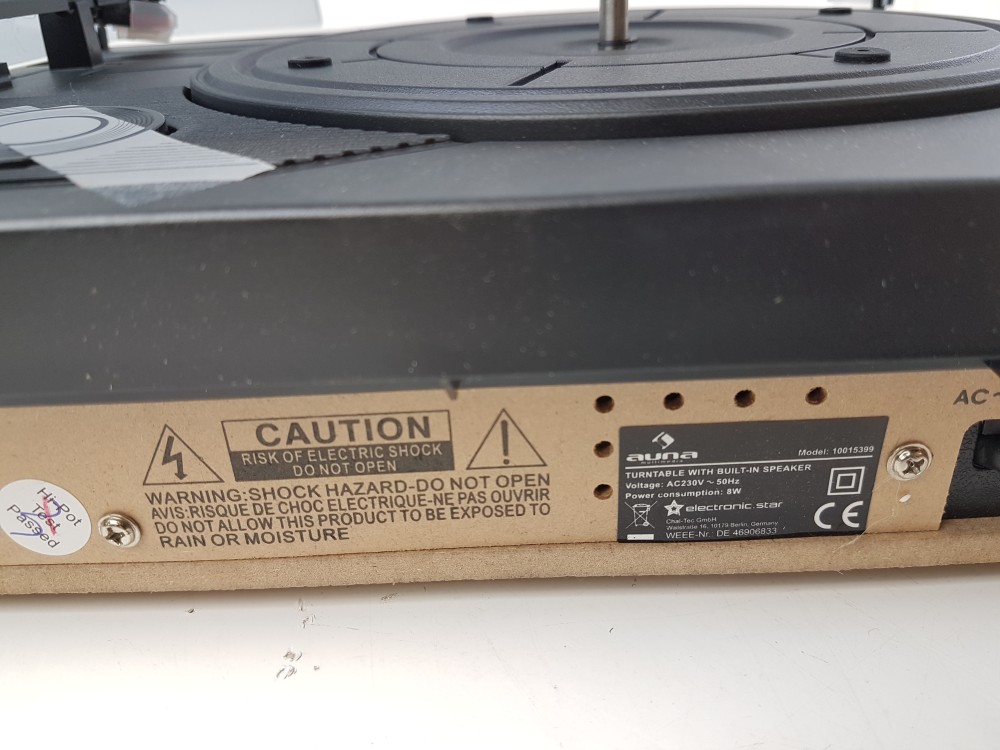 CAUTION
RISK OF ELECTRIC SHOCK
DO NOT OPEN
WARNING:SHOCK HAZARD-DO NOT OPEN
AVIS:RISQUE DE CHOC ELECTRIQUE-NE PAS OUVRIR
DO NOT ALLOW THIS PRODUCT TO BE EXPOSED TO
RAIN OR MOISTURE
Hi-Pot
Test
Passed
auna
multimedia
Model: 10015399
TURNTABLE WITH BUILT-IN SPEAKER
Voltage: AC230V ~ 50Hz
Power consumption: 8W
electronic.star
Chal-Tec GmbH
Wallstraße 16, 10179 Berlin, Germany
WEEE-Nr.: DE 46906833
CE
AC~